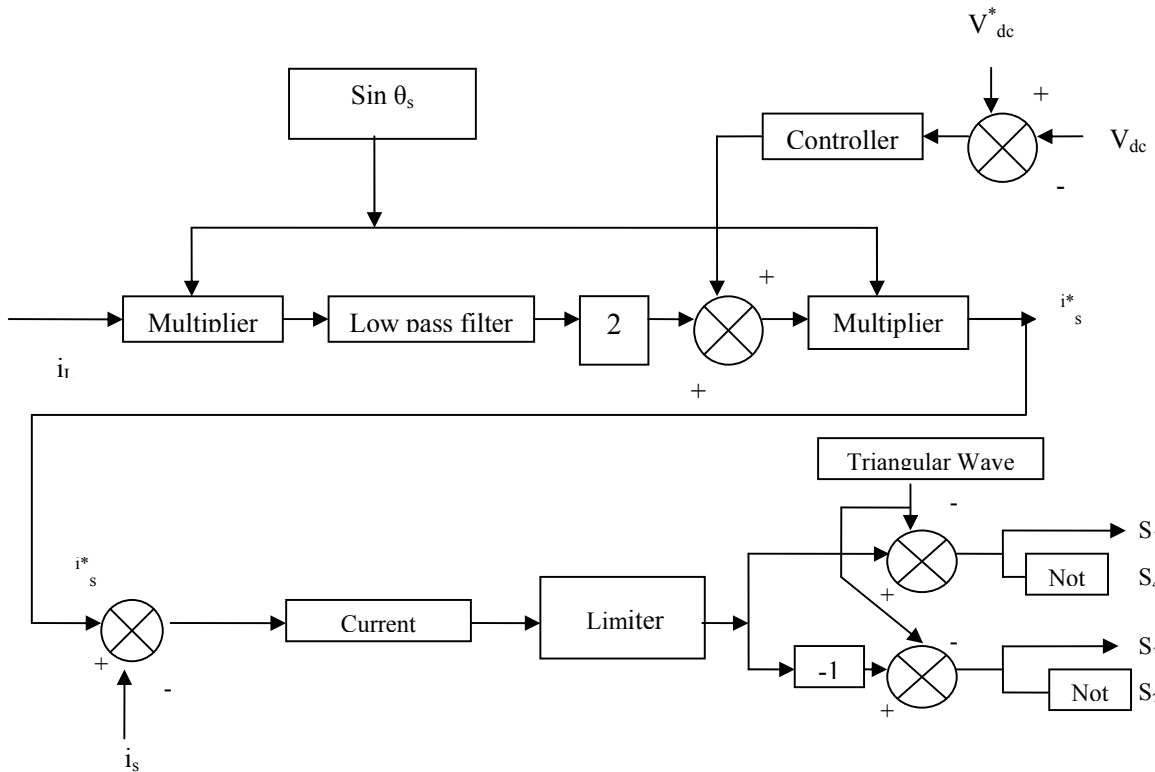 V*dc
Sin θs
+
Controller
Vdc
-
+
Multiplier
Low pass filter
2
Multiplier
i*s
iL
+
Triangular Wave
-
i*s
S
+
Not
S
Current
Limiter
+
-
-
S
-1
Not
S
+
is